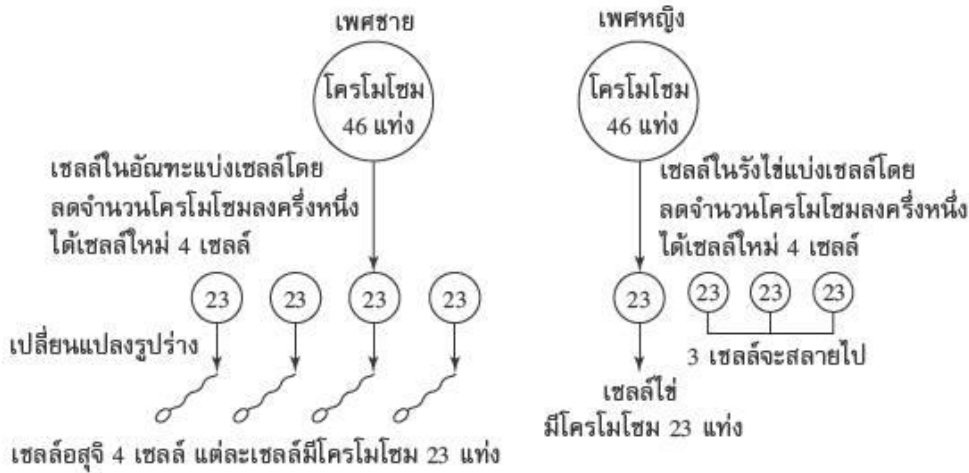 เพศชาย
โครโมโซม
46 แท่ง
เซลล์ในอัณฑะแบ่งเซลล์โดย
ลดจำนวนโครโมโซมลงครึ่งหนึ่ง
ได้เซลล์ใหม่ 4 เซลล์
23 23 23 23
เปลี่ยนแปลงรูปร่าง
เซลล์อสุจิ 4 เซลล์ แต่ละเซลล์มีโครโมโซม 23 แท่ง
เพศหญิง
โครโมโซม
46 แท่ง
เซลล์ในรังไข่แบ่งเซลล์โดย
ลดจำนวนโครโมโซมลงครึ่งหนึ่ง
ได้เซลล์ใหม่ 4 เซลล์
23 23 23 23
3 เซลล์จะสลายไป
เซลล์ไข่
มีโครโมโซม 23 แท่ง